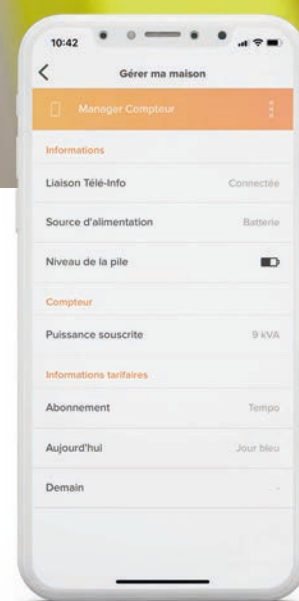 10:42
Gérer ma maison
Manager Compteur
Informations
Liaison Télé-Info Connectée
Source d'alimentation Batterie
Niveau de la pile
Compteur
Puissance souscrite 9 kVA
Informations tarifaires
Abonnement Tempo
Aujourd'hui Jour bleu
Demain -